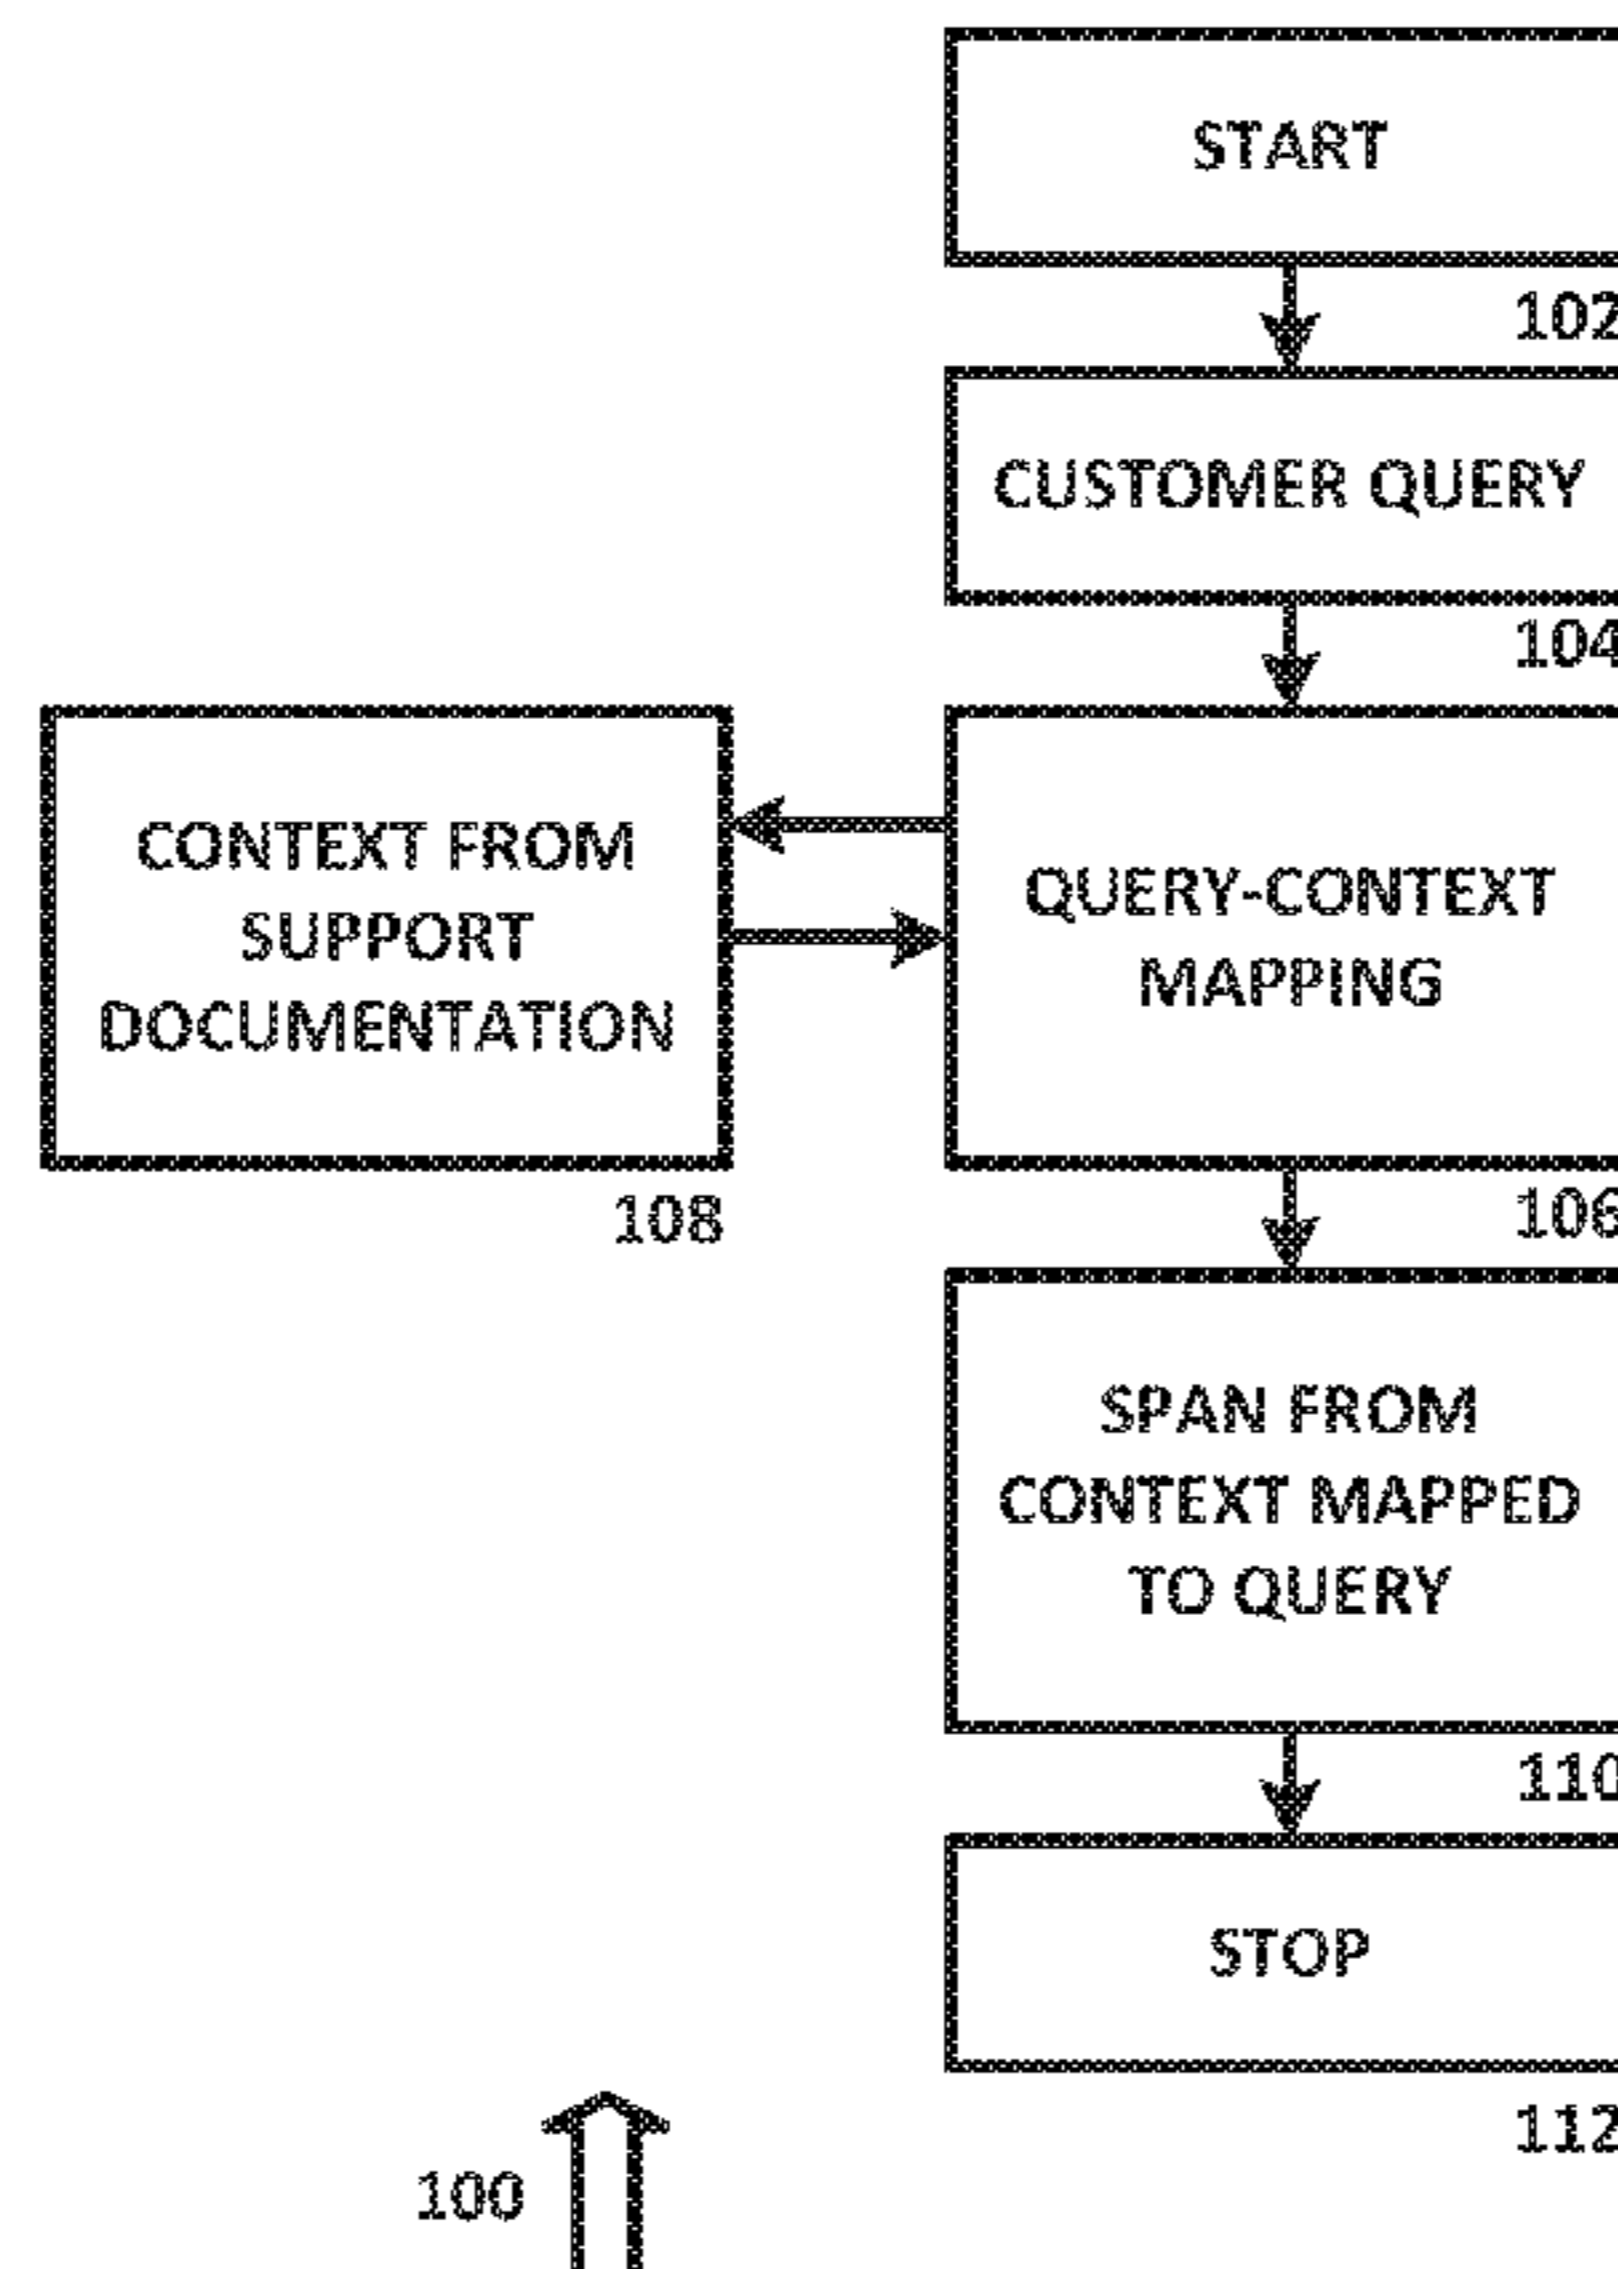 START
102
CUSTOMER QUERY
104
CONTEXT FROM
SUPPORT
DOCUMENTATION
108
QUERY-CONTEXT
MAPPING
106
SPAN FROM
CONTEXT MAPPED
TO QUERY
110
STOP
112
100